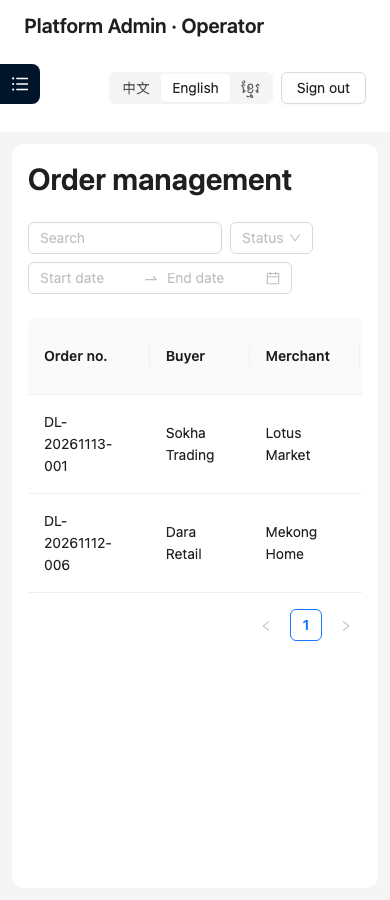 Platform Admin · Operator
中文 English ខ្មែរ Sign out
Order management
Search Status
Start date End date
Order no. Buyer Merchant
DL-
20261113-
001
Sokha
Trading
Lotus
Market
DL-
20261112-
006
Dara
Retail
Mekong
Home
1